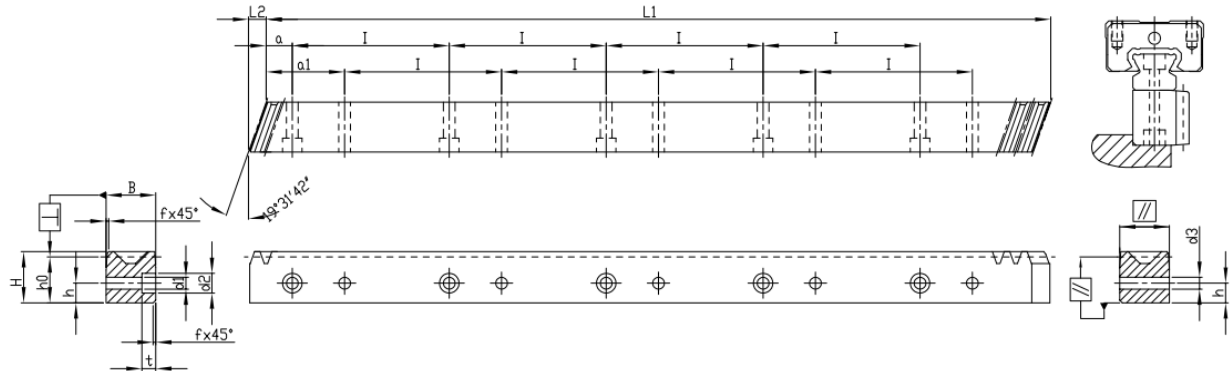 L2 L1
a I I I I
a1 I I I I
19°31'42"
B
fx45°
H h0 h d1 d2
fx45°
t
d3
h